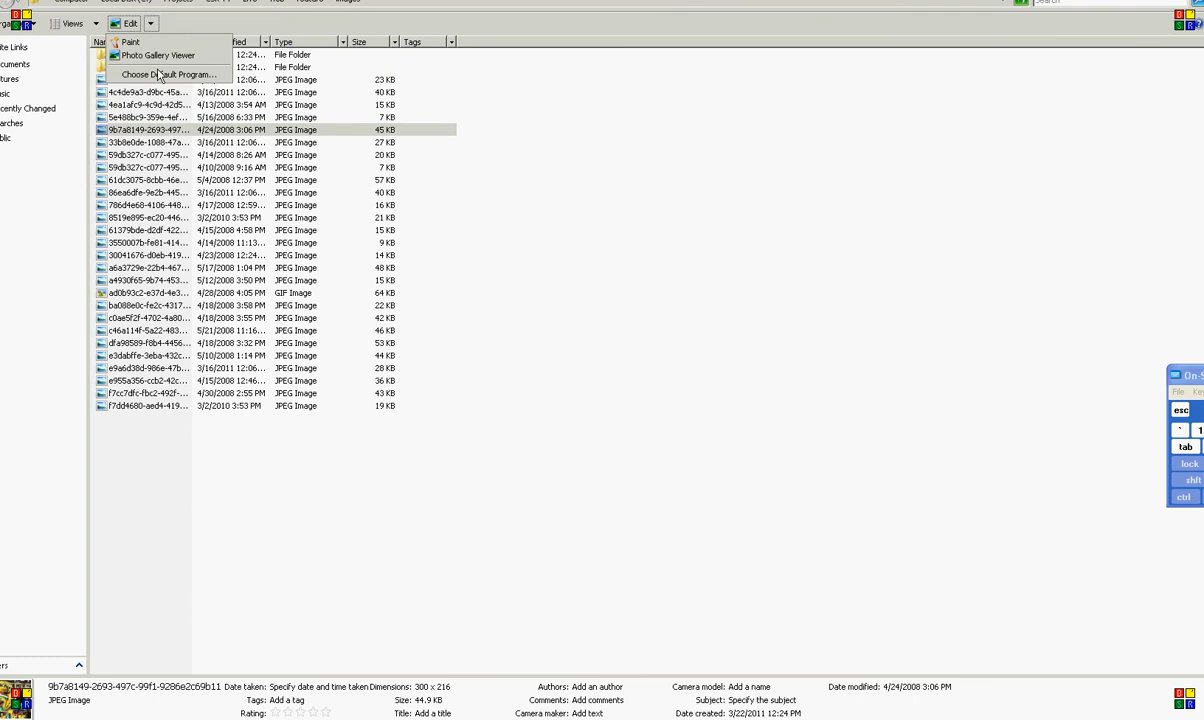 Views Edit
Paint
Photo Gallery Viewer
Choose Default Program...
Type Size Tags
12:24... File Folder
12:24... File Folder
12:06... JPEG Image 23 KB
4c4de9a3-d9bc-45a... 3/16/2011 12:06... JPEG Image 40 KB
4ea1afc9-4c9d-42d5... 4/13/2008 3:54 AM JPEG Image 15 KB
5e488bc9-359e-4ef... 5/16/2008 6:33 PM JPEG Image 7 KB
9b7a8149-2693-497... 4/24/2008 3:06 PM JPEG Image 45 KB
33b8e0de-1088-47a... 3/16/2011 12:06... JPEG Image 27 KB
59db327c-c077-495... 4/14/2008 8:26 AM JPEG Image 20 KB
59db327c-c077-495... 4/10/2008 9:16 AM JPEG Image 7 KB
61dc3075-8cbb-46e... 5/4/2008 12:37 PM JPEG Image 57 KB
86ea6dfe-9e2b-445... 3/16/2011 12:06... JPEG Image 40 KB
786d4e68-4106-448... 4/17/2008 12:59... JPEG Image 16 KB
8519e895-ec20-446... 3/2/2010 3:53 PM JPEG Image 21 KB
61379bde-d2df-422... 4/15/2008 4:58 PM JPEG Image 15 KB
3550007b-fe81-414... 4/14/2008 11:13... JPEG Image 9 KB
30041676-d0eb-419... 4/23/2008 12:24... JPEG Image 14 KB
a6a3729e-22b4-467... 5/17/2008 1:04 PM JPEG Image 48 KB
a4930f65-9b74-453... 5/12/2008 3:50 PM JPEG Image 15 KB
ad0b93c2-e37d-4e3... 4/28/2008 4:05 PM GIF Image 64 KB
ba088e0c-fe2c-4317... 4/18/2008 3:58 PM JPEG Image 22 KB
c0ae5f2f-4702-4a80... 4/18/2008 3:55 PM JPEG Image 42 KB
c46a114f-5a22-483... 5/21/2008 11:16... JPEG Image 46 KB
dfa98589-f8b4-4456... 4/18/2008 3:32 PM JPEG Image 53 KB
e3dabffe-3eba-432c... 5/10/2008 1:14 PM JPEG Image 44 KB
e9a6d38d-986e-47b... 3/16/2011 12:06... JPEG Image 28 KB
e955a356-ccb2-42c... 4/15/2008 12:46... JPEG Image 36 KB
f7cc7dfc-fbc2-492f-... 4/30/2008 2:55 PM JPEG Image 43 KB
f7dd4680-aed4-419... 3/2/2010 3:53 PM JPEG Image 19 KB
Links
Changed
File
esc
` 1
tab
lock
shft
ctrl
9b7a8149-2693-497c-99f1-9286e2c69b11 Date taken: Specify date and time taken Dimensions: 300 x 216 Authors: Add an author Camera model: Add a name Date modified: 4/24/2008 3:06 PM
JPEG Image Tags: Add a tag Size: 44.9 KB Comments: Add comments Subject: Specify the subject
Rating: Title: Add a title Camera maker: Add text Date created: 3/22/2011 12:24 PM